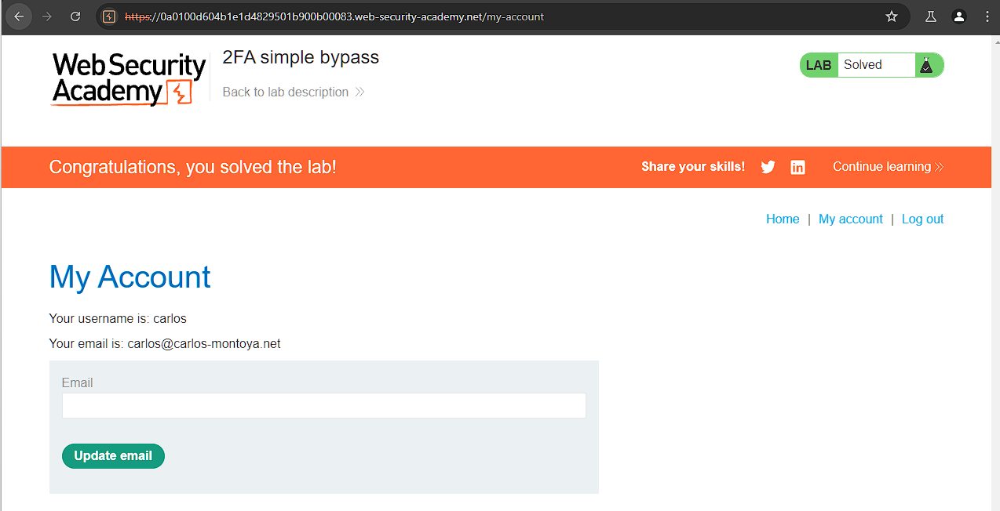 https://0a0100d604b1e1d4829501b900b00083.web-security-academy.net/my-account
Web Security
Academy
2FA simple bypass
Back to lab description
LAB Solved
Congratulations, you solved the lab!
Share your skills!
Continue learning
Home | My account | Log out
My Account
Your username is: carlos
Your email is: carlos@carlos-montoya.net
Email
Update email